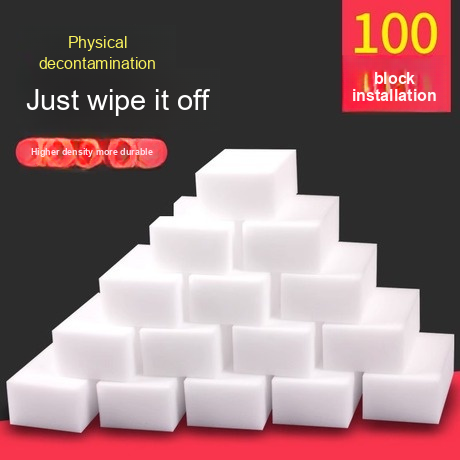 Physical
decontamination
Just wipe it off
Higher density more durable
100
block
installation